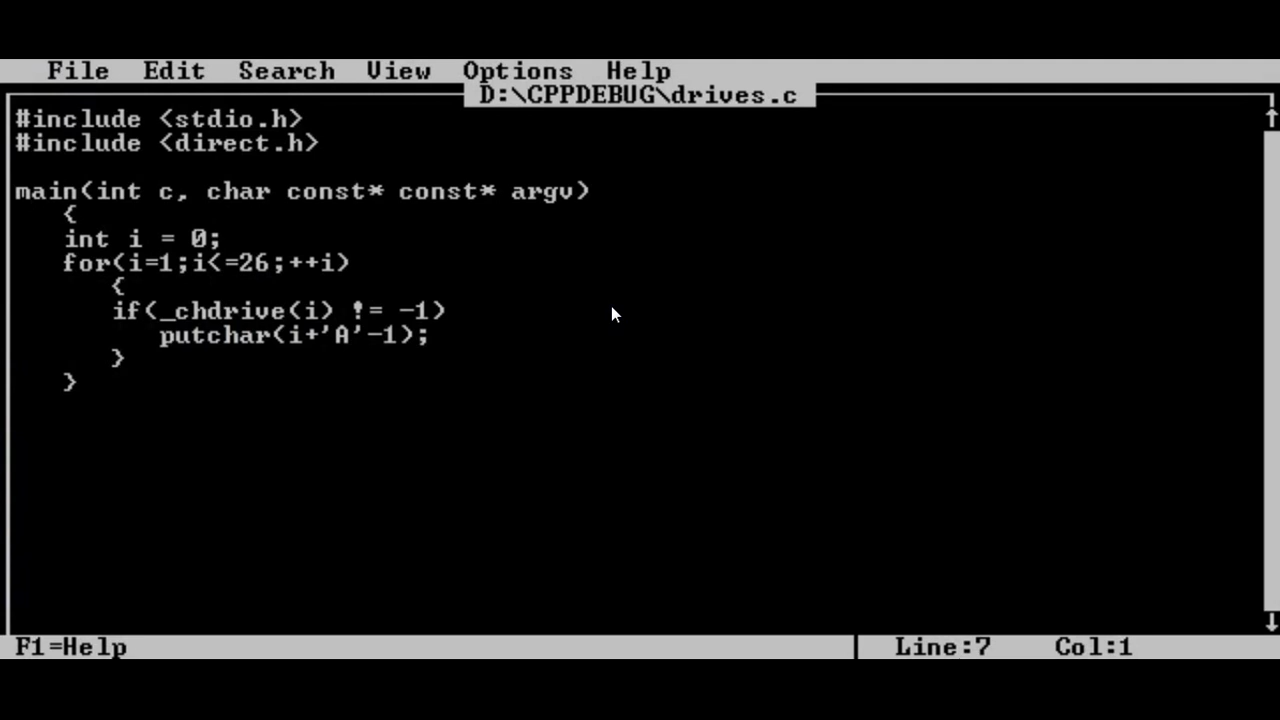 File Edit Search View Options Help
D:\CPPDEBUG\drives.c
#include <stdio.h>
#include <direct.h>
main(int c, char const* const* argv)
{
int i = 0;
for(i=1;i<=26;++i)
{
if(_chdrive(i) != -1)
putchar(i+'A'-1);
}
}
F1=Help Line:7 Col:1